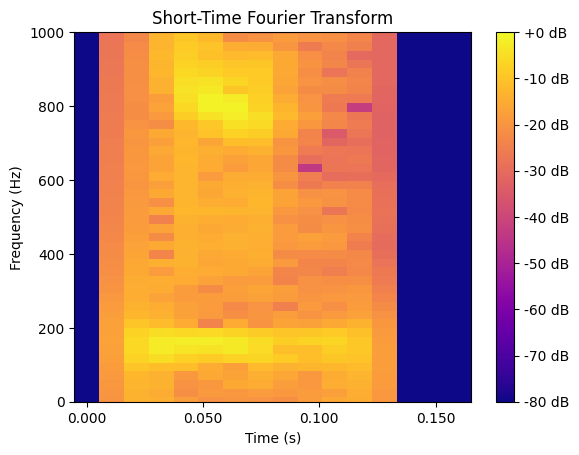 Short-Time Fourier Transform
1000
800
600
400
200
0
Frequency (Hz)
0.000
0.050
0.100
0.150
Time (s)
+0 dB
-10 dB
-20 dB
-30 dB
-40 dB
-50 dB
-60 dB
-70 dB
-80 dB